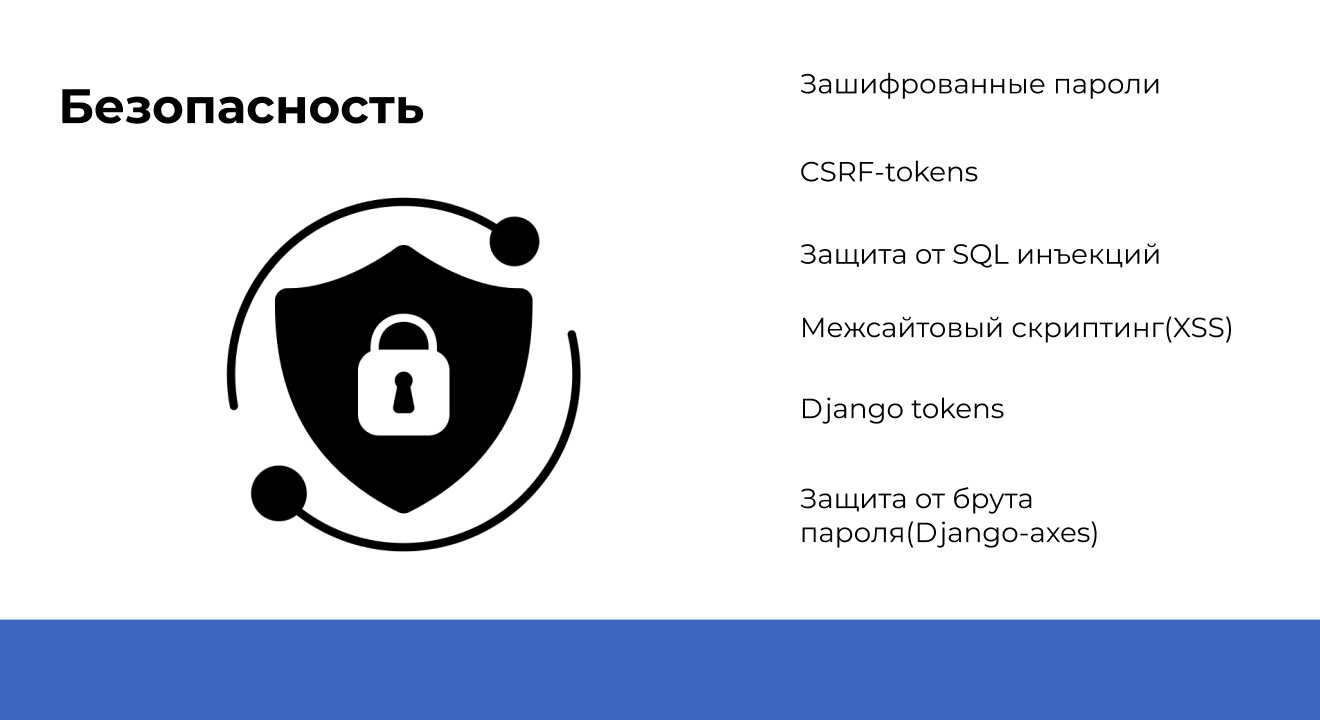 Безопасность
Зашифрованные пароли
CSRF-tokens
Защита от SQL инъекций
Межсайтовый скриптинг(XSS)
Django tokens
Защита от брута
пароля(Django-axes)